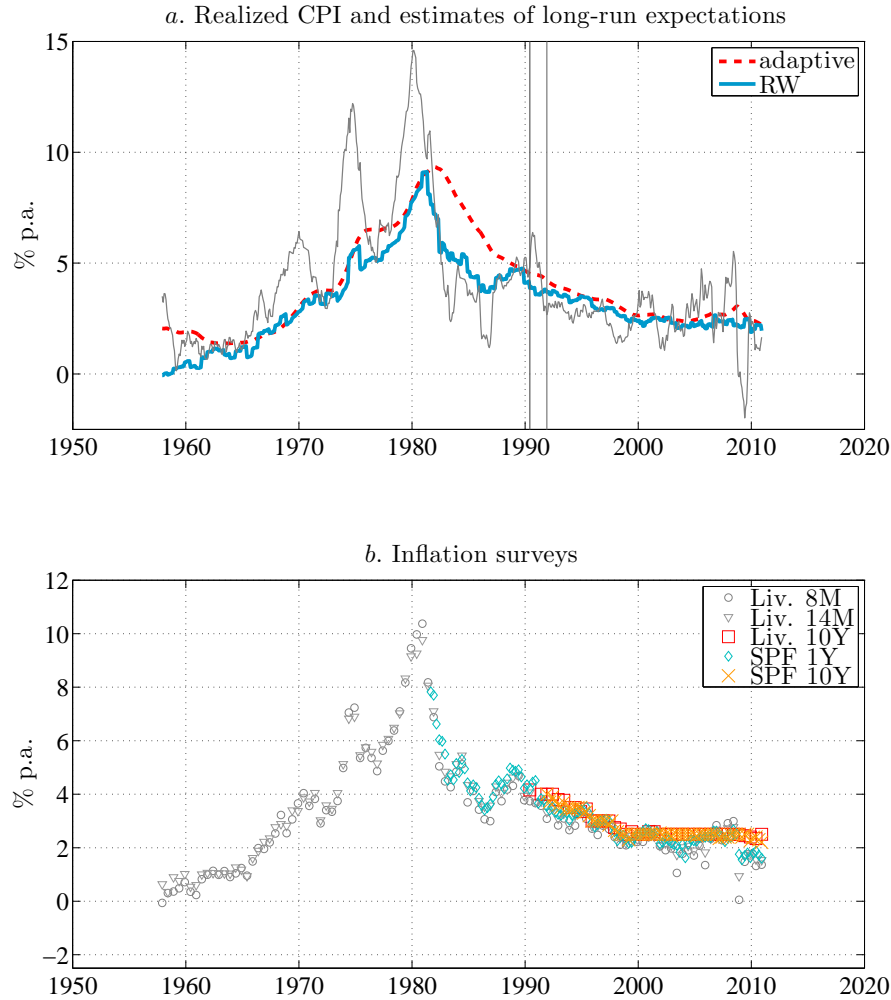 a. Realized CPI and estimates of long-run expectations
15
10
5
0
% p.a.
adaptive
RW
1950 1960 1970 1980 1990 2000 2010 2020
b. Inflation surveys
12
10
8
6
4
2
0
−2
% p.a.
Liv. 8M
Liv. 14M
Liv. 10Y
SPF 1Y
SPF 10Y
1950 1960 1970 1980 1990 2000 2010 2020